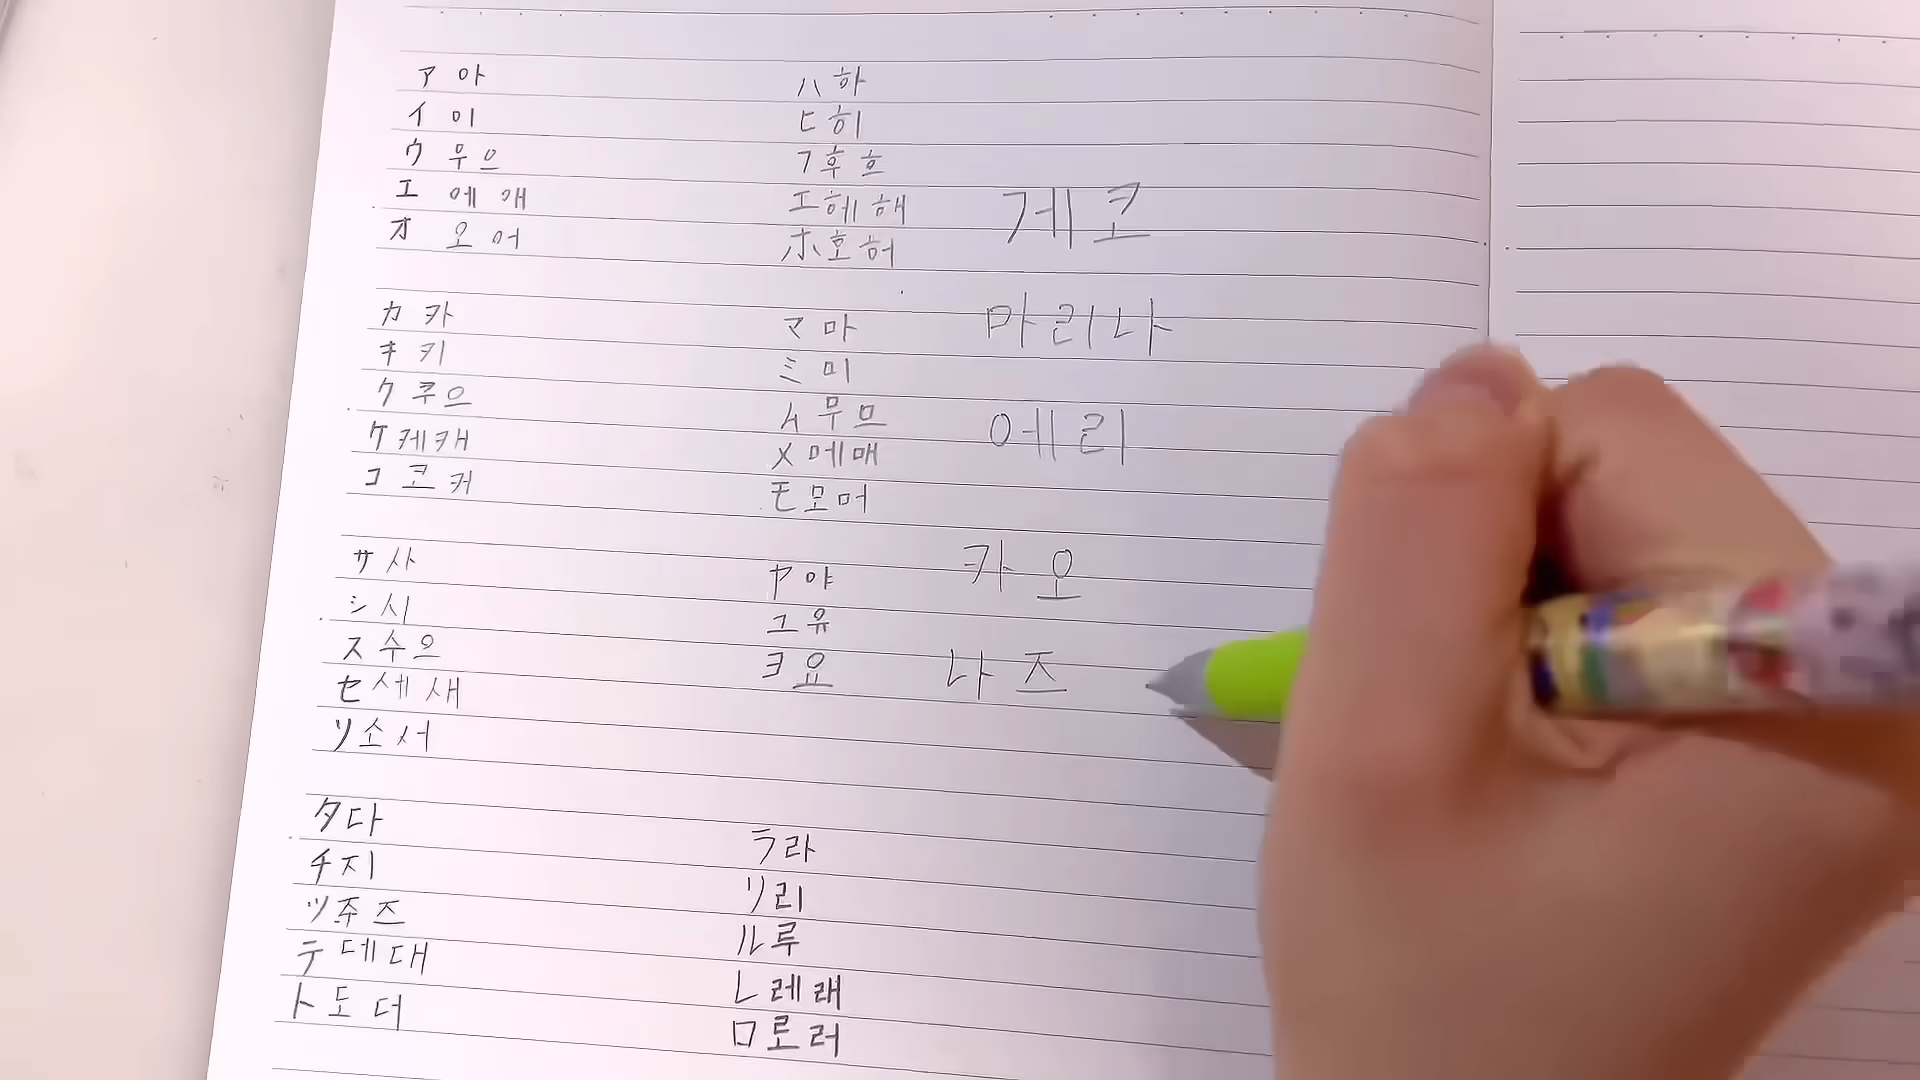 ア 아
イ 이
ウ 우 으
エ 에 애
オ 오 어
カ 카
キ 키
ク 쿠 으
ケ 케 캐
コ 코 커
サ 사
シ 시
ス 수 으
セ 세 새
ソ 소 서
タ 다
チ 지
ツ 쥬 즈
テ 데 대
ト 도 더
ハ 하
ヒ 히
フ 후 흐
エ 헤 해
ホ 호 허
マ 마
ミ 미
ム 무 므
メ 메 매
モ 모 머
ヤ 야
ユ 유
ヨ 요
ラ 라
リ 리
ル 루
レ 레 래
ロ 로 러
게코
마리나
에리
카오
나즈